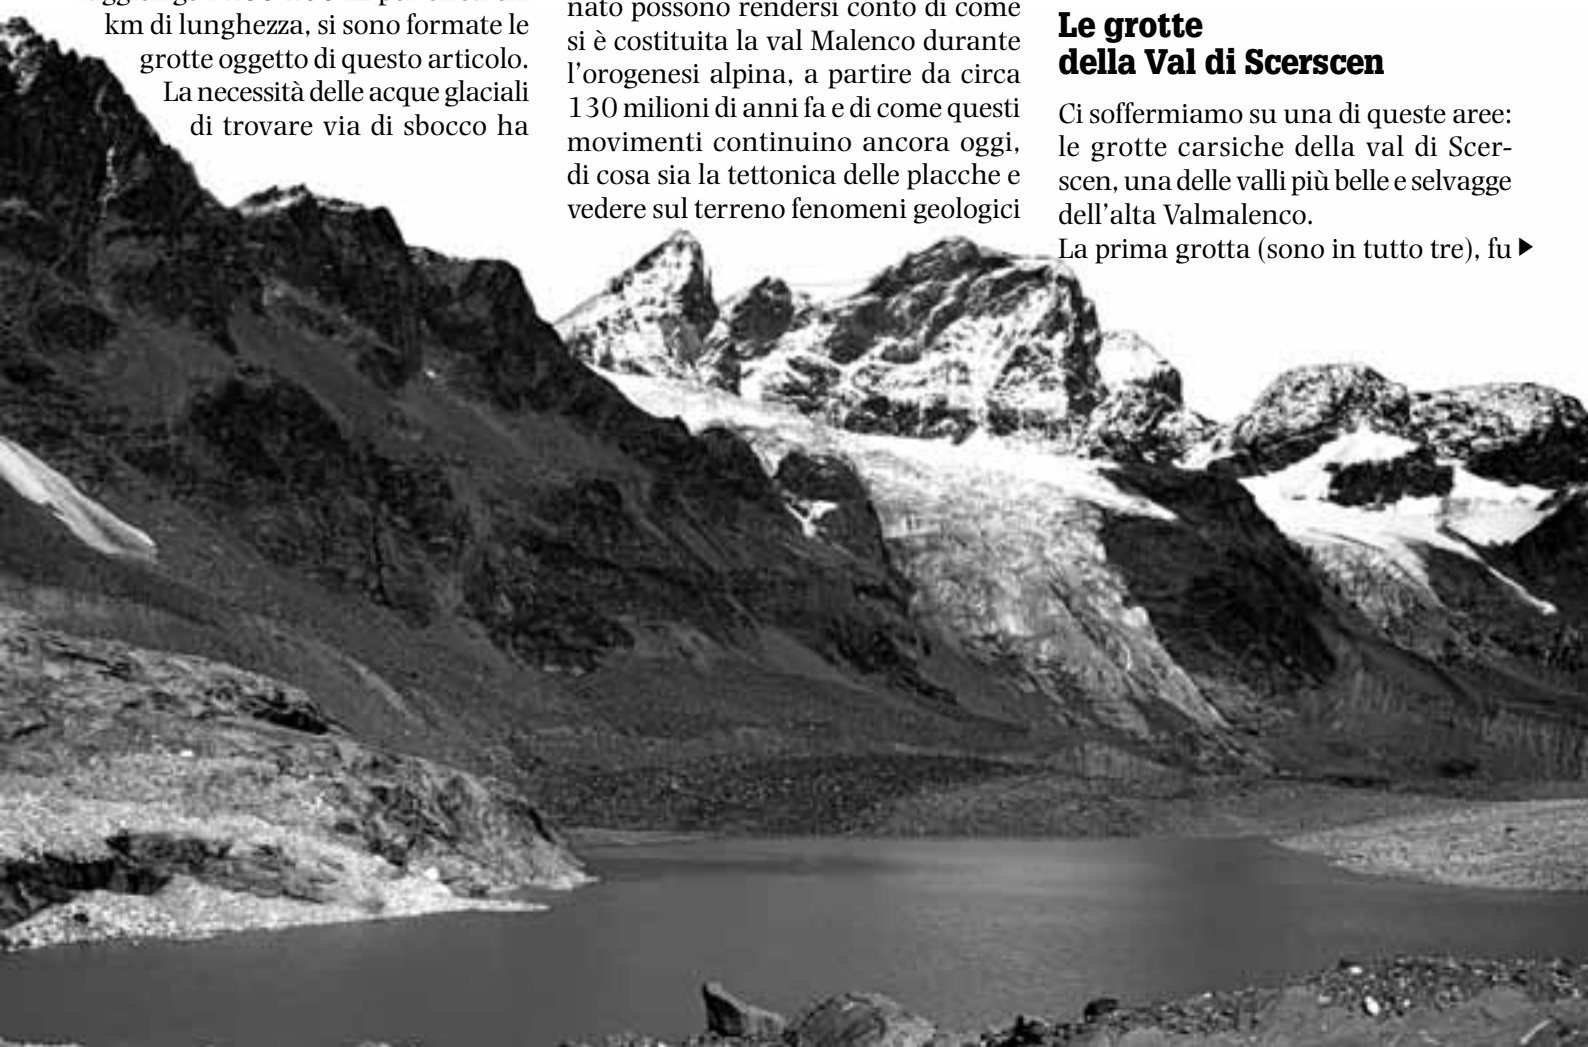 km di lunghezza, si sono formate le
grotte oggetto di questo articolo.
La necessità delle acque glaciali
di trovare via di sbocco ha
nato possono rendersi conto di come
si è costituita la val Malenco durante
l'orogenesi alpina, a partire da circa
130 milioni di anni fa e di come questi
movimenti continuino ancora oggi,
di cosa sia la tettonica delle placche e
vedere sul terreno fenomeni geologici
Le grotte
della Val di Scerscen
Ci soffermiamo su una di queste aree:
le grotte carsiche della val di Scer-
scen, una delle valli più belle e selvagge
dell'alta Valmalenco.
La prima grotta (sono in tutto tre), fu